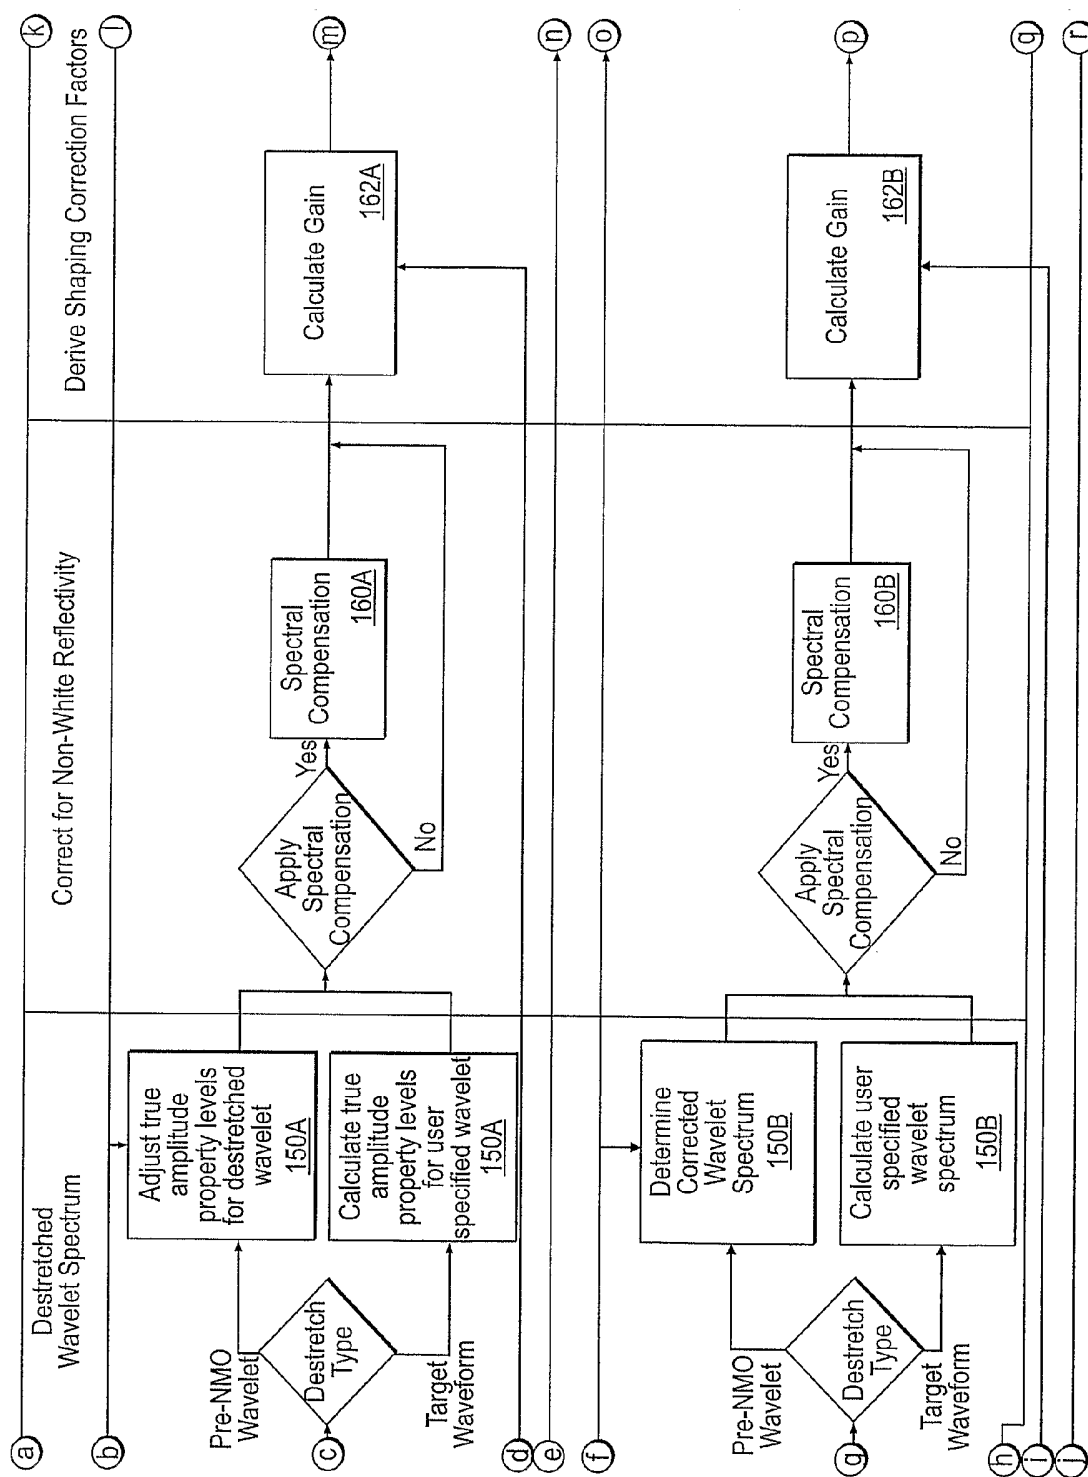 a
k
Destretched
Wavelet Spectrum
Correct for Non-White Reflectivity
Derive Shaping Correction Factors
b
l
Pre-NMO
Wavelet
Adjust true
amplitude
property levels
for destretched
wavelet
150A
c
Destretch
Type
Target
Waveform
Calculate true
amplitude
property levels
for user
specified wavelet
150A
Apply
Spectral
Compensation
Yes
No
Spectral
Compensation
160A
Calculate Gain
162A
m
d
e
n
f
o
Pre-NMO
Wavelet
Determine
Corrected
Wavelet
Spectrum
150B
g
Destretch
Type
Target
Waveform
Calculate user
specified
wavelet
spectrum
150B
Apply
Spectral
Compensation
Yes
No
Spectral
Compensation
160B
Calculate Gain
162B
p
h
q
i
j
r